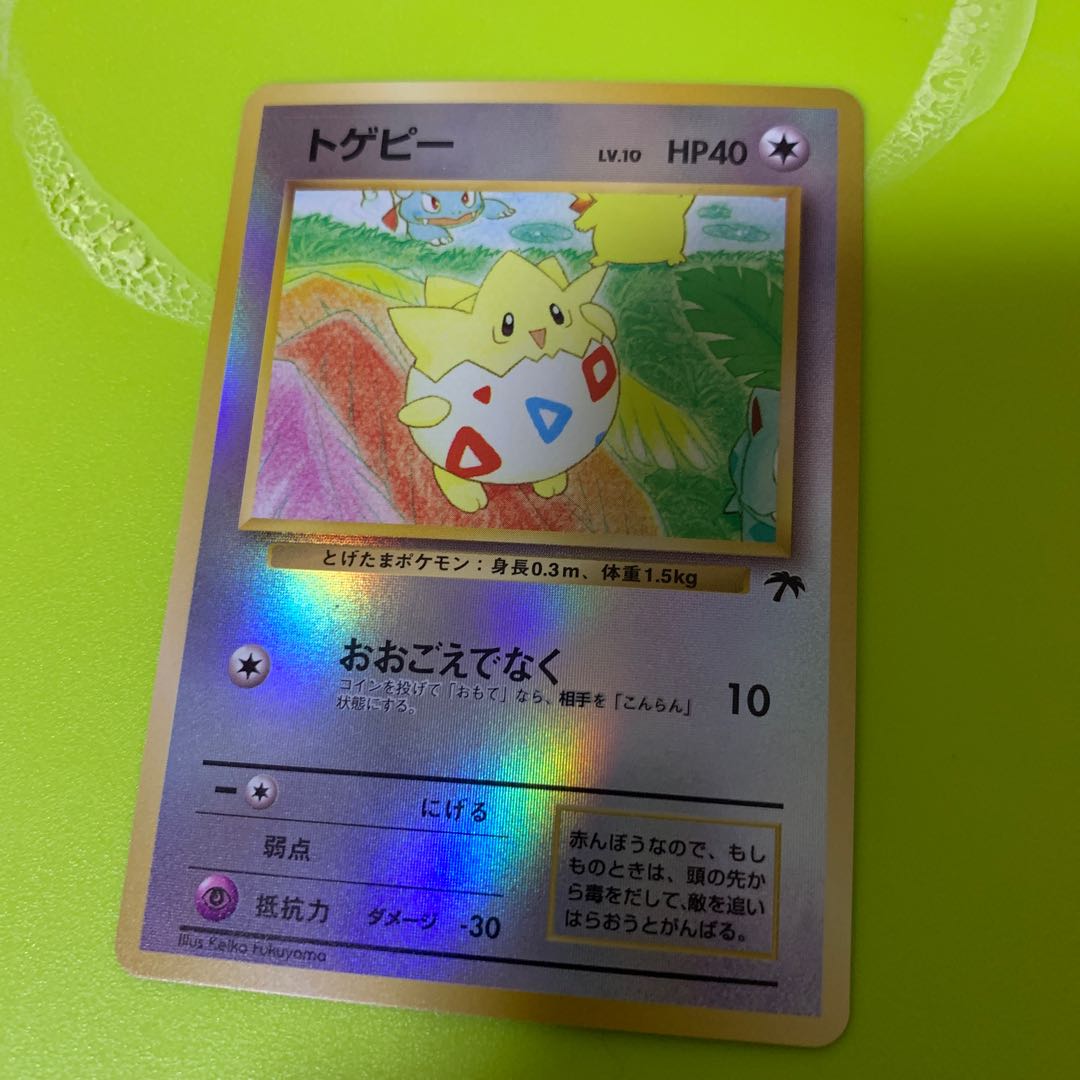 トゲピー LV.10 HP40
とげたまポケモン：身長0.3m、体重1.5kg
おおごえでなく 10
コインを投げて「おもて」なら、相手を「こんらん」
状態にする。
にげる
弱点
抵抗力 ダメージ -30
赤んぼうなので、もし
ものときは、頭の先か
ら毒をだして、敵を追い
はらおうとがんばる。
Illus Keiko Fukuyama